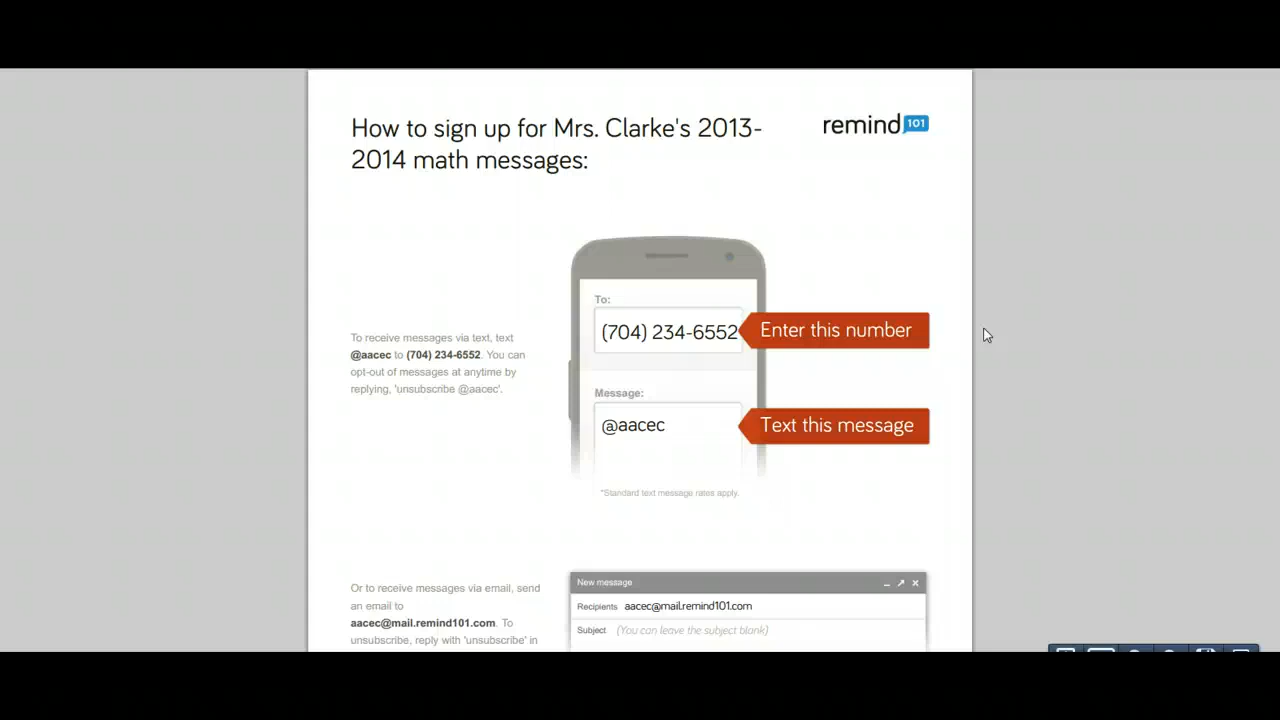 How to sign up for Mrs. Clarke's 2013-
2014 math messages:
remind 101
To receive messages via text, text
@aacec to (704) 234-6552. You can
opt-out of messages at anytime by
replying, 'unsubscribe @aacec'.
To:
(704) 234-6552
Enter this number
Message:
@aacec
Text this message
*Standard text message rates apply.
Or to receive messages via email, send
an email to
aacec@mail.remind101.com. To
unsubscribe, reply with 'unsubscribe' in
New message
Recipients aacec@mail.remind101.com
Subject (You can leave the subject blank)